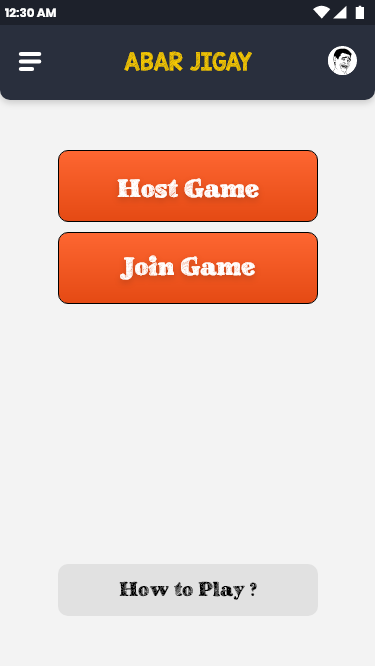 12:30 AM
ABAR JIGAY
Host Game
Join Game
How to Play ?